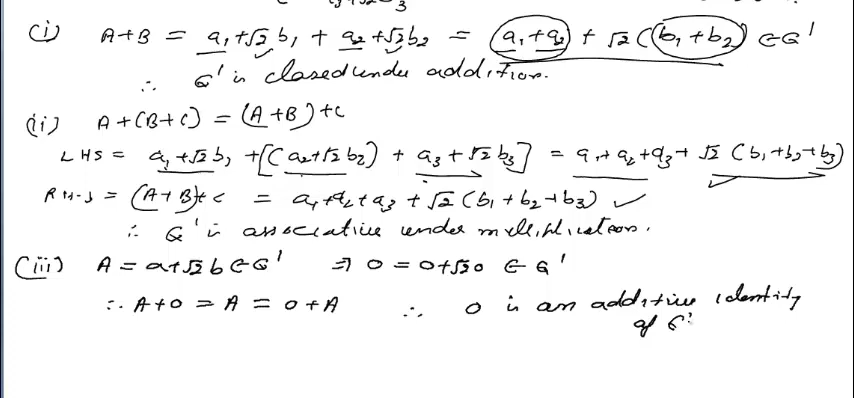 (i) A+B = a₁+√2 b₁ + a₂+√2 b₂ = (a₁+a₂) + √2 (b₁+b₂) ∈ G'
∴ G' is closed under addition.
(ii) A+(B+C) = (A+B)+C
LHS = a₁+√2 b₁ +[(a₂+√2 b₂) + a₃+√2 b₃] = a₁+a₂+a₃+ √2 (b₁+b₂+b₃)
RHS = (A+B)+C = a₁+a₂+a₃ + √2 (b₁+b₂+b₃) ✓
∴ G' is associative under multiplication.
(iii) A = a+√2 b ∈ G' ⇒ 0 = 0+√2 0 ∈ G'
∴ A+0 = A = 0+A ∴ 0 is an additive identity
of G'